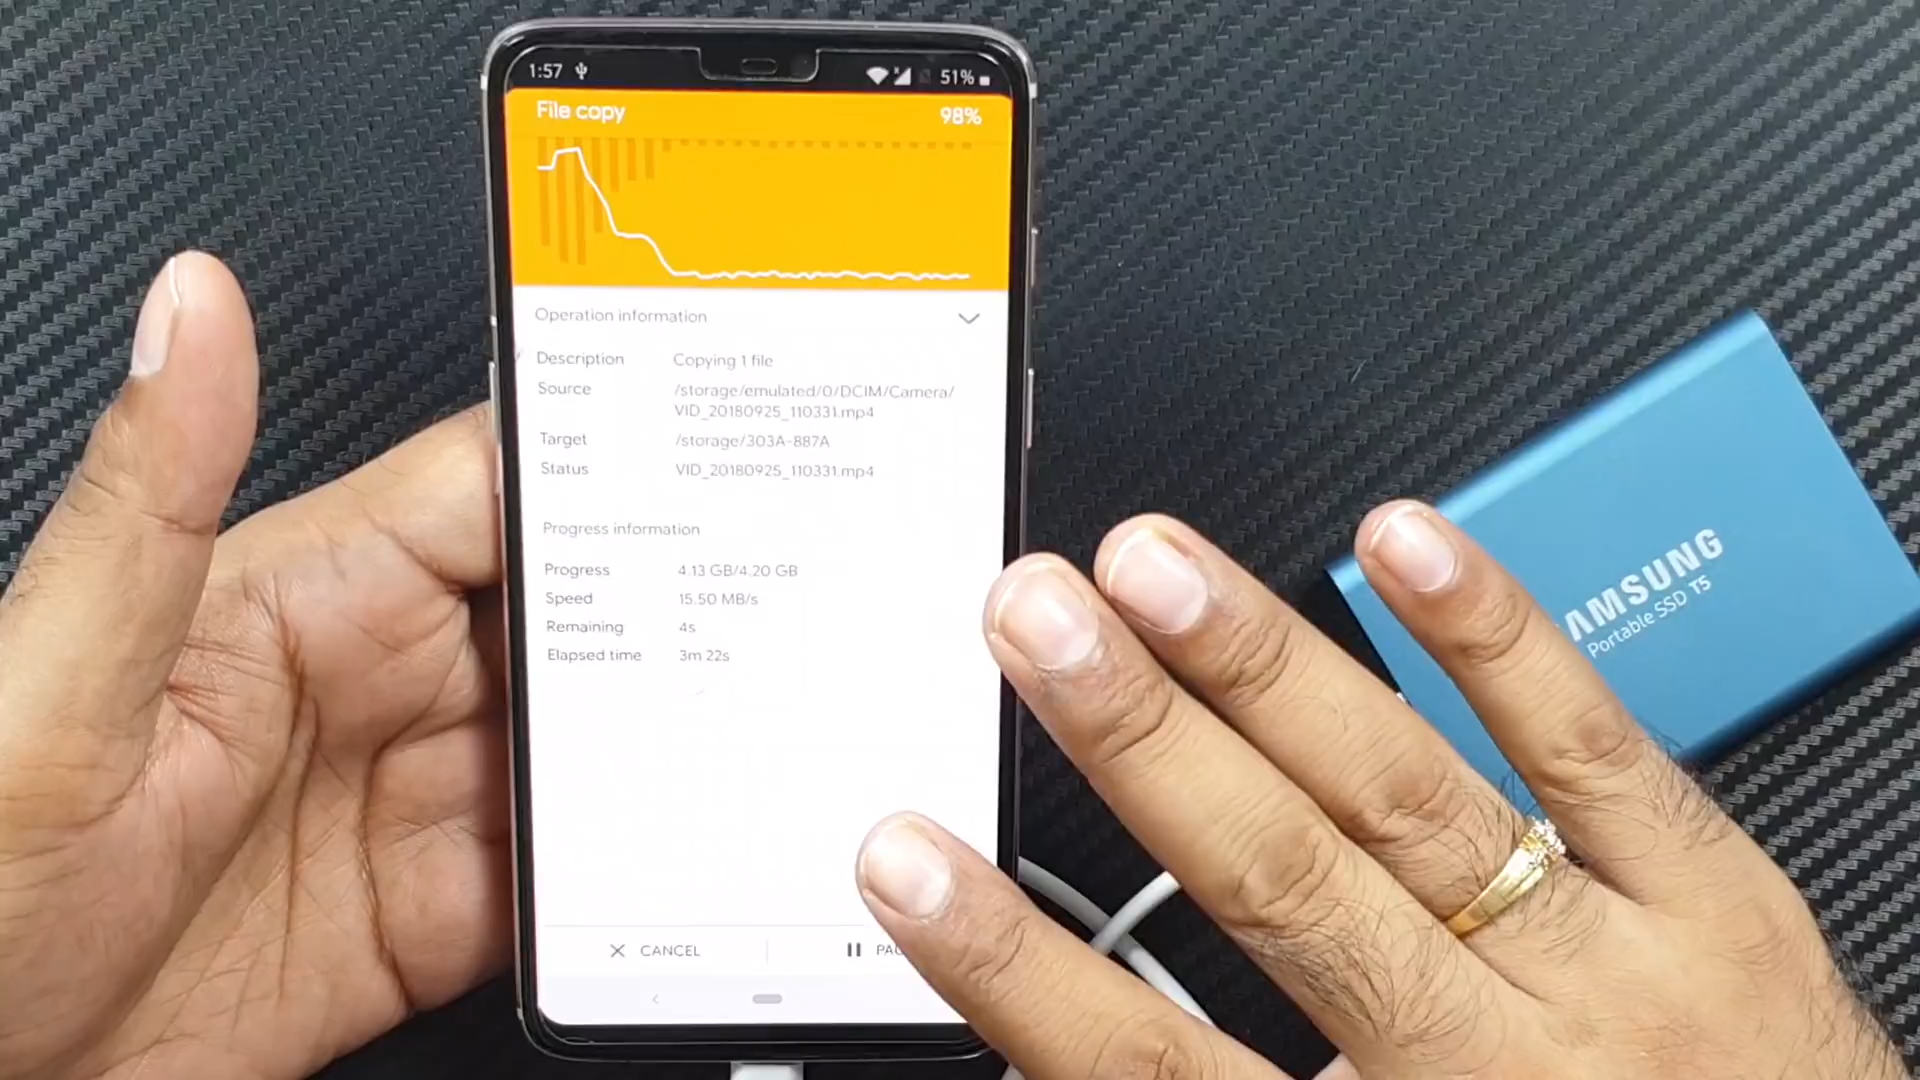 1:57 51%
File copy 98%
Operation information
Description Copying 1 file
Source /storage/emulated/0/DCIM/Camera/
VID_20180925_110331.mp4
Target /storage/303A-887A
Status VID_20180925_110331.mp4
Progress information
Progress 4.13 GB/4.20 GB
Speed 15.50 MB/s
Remaining 4s
Elapsed time 3m 22s
CANCEL PAU
AMSUNG
Portable SSD T5